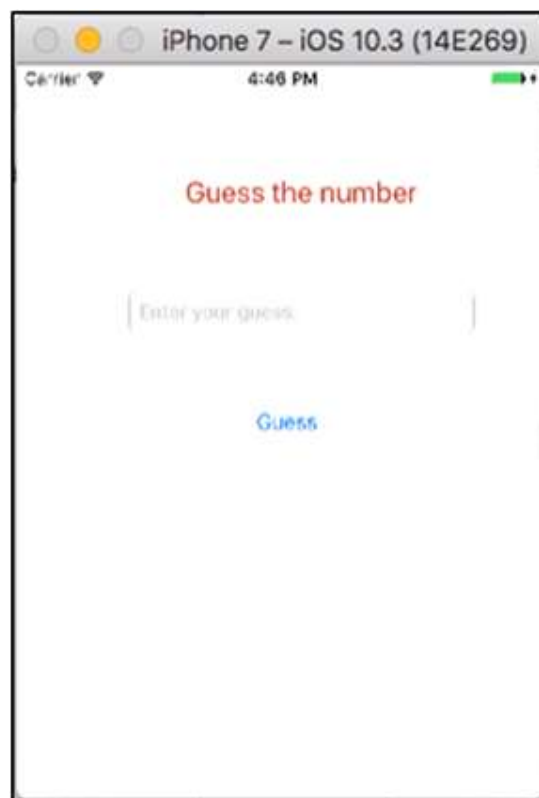 iPhone 7 – iOS 10.3 (14E269)
Carrier 4:46 PM
Guess the number
Enter your guess
Guess